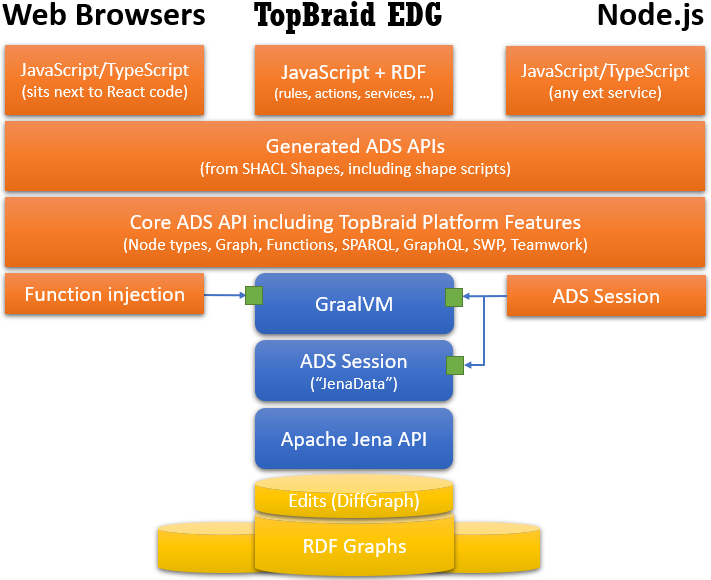 Web Browsers
TopBraid EDG
Node.js
JavaScript/TypeScript
(sits next to React code)
JavaScript + RDF
(rules, actions, services, ...)
JavaScript/TypeScript
(any ext service)
Generated ADS APIs
(from SHACL Shapes, including shape scripts)
Core ADS API including TopBraid Platform Features
(Node types, Graph, Functions, SPARQL, GraphQL, SWP, Teamwork)
Function injection
GraalVM
ADS Session
ADS Session
(“JenaData”)
Apache Jena API
Edits (DiffGraph)
RDF Graphs